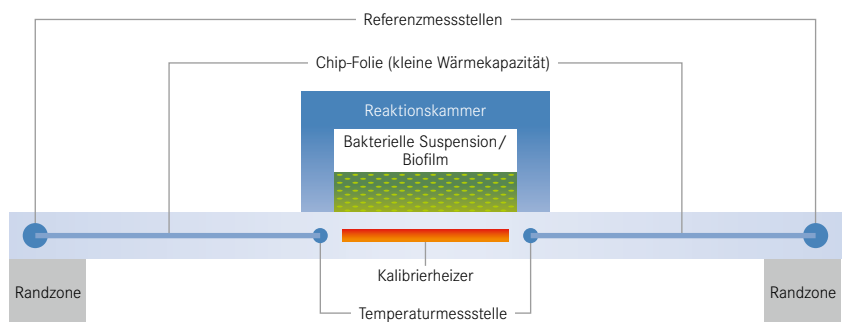 Referenzmessstellen
Chip-Folie (kleine Wärmekapazität)
Reaktionskammer
Bakterielle Suspension/
Biofilm
Kalibrierheizer
Randzone
Randzone
Temperaturmessstelle